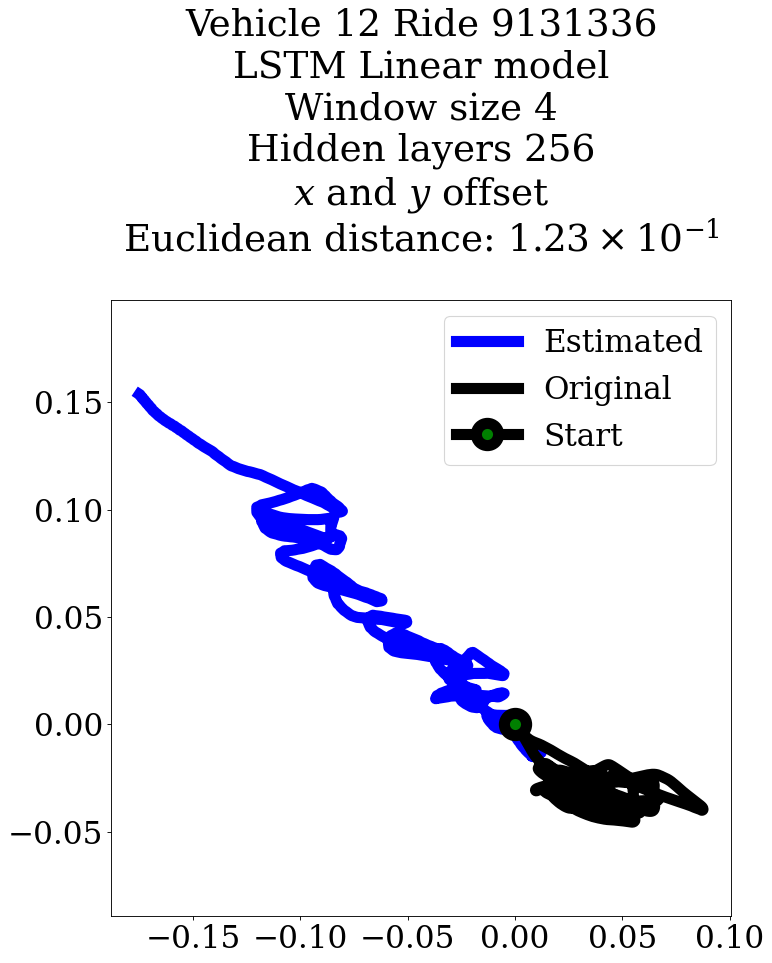 Vehicle 12 Ride 9131336
LSTM Linear model
Window size 4
Hidden layers 256
x and y offset
Euclidean distance: 1.23 × 10⁻¹
Estimated
Original
Start
0.15
0.10
0.05
0.00
−0.05
−0.15 −0.10 −0.05 0.00 0.05 0.10